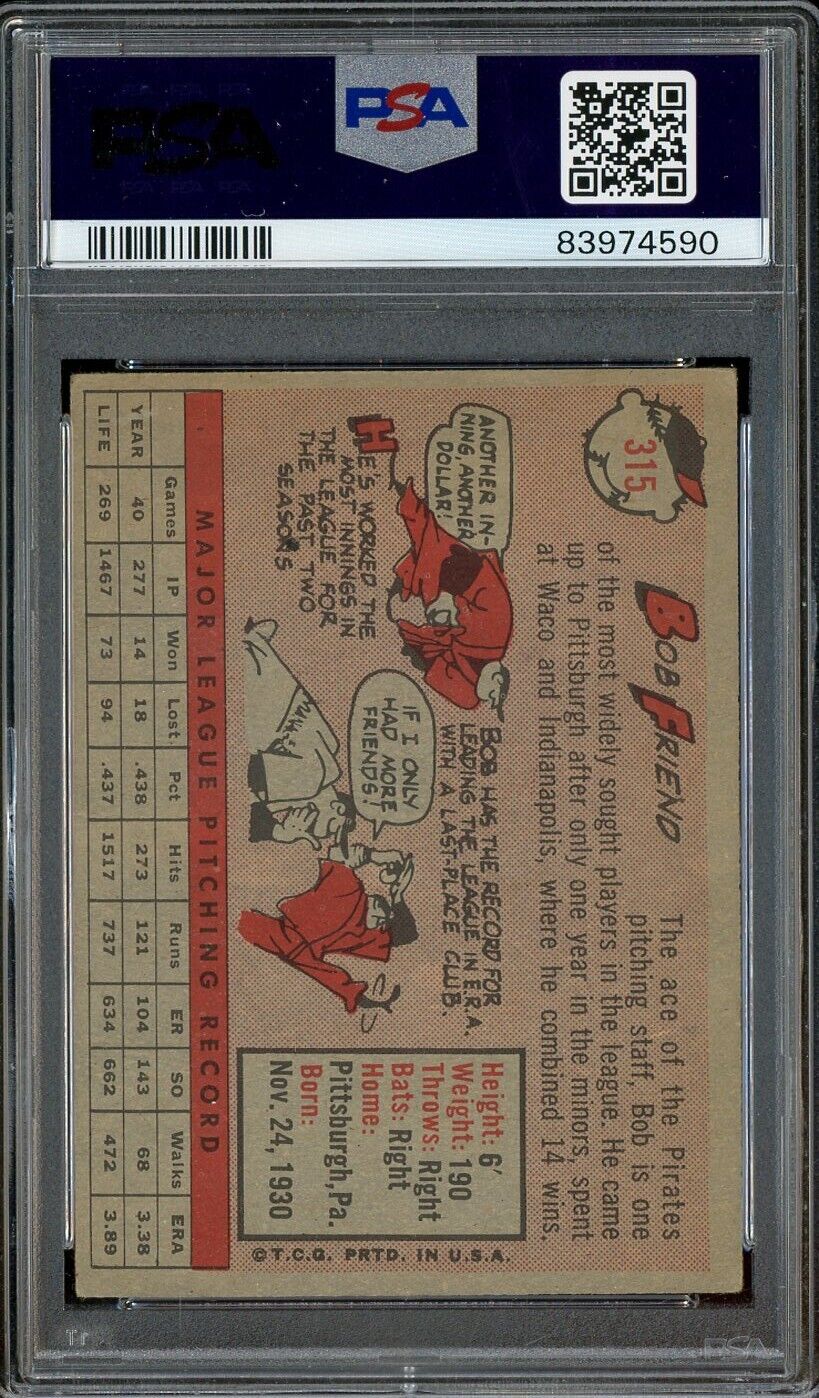 PSA
PSA
83974590
315
BOB FRIEND
The ace of the Pirates
pitching staff, Bob is one
of the most widely sought players in the league. He came
up to Pittsburgh after only one year in the minors, spent
at Waco and Indianapolis, where he combined 14 wins.
ANOTHER IN-
NING, ANOTHER
DOLLAR!
HE'S WORKED THE
MOST INNINGS IN
THE LEAGUE FOR
THE PAST TWO
SEASONS
BOB HAS THE RECORD FOR
LEADING THE LEAGUE IN E.R.A.
WITH A LAST-PLACE CLUB.
IF I ONLY
HAD MORE
FRIENDS!
Height: 6'
Weight: 190
Throws: Right
Bats: Right
Home:
Pittsburgh, Pa.
Born:
Nov. 24, 1930
©T.C.G. PRTD. IN U.S.A.
MAJOR LEAGUE PITCHING RECORD
Games IP Won Lost Pct Hits Runs ER SO Walks ERA
YEAR 40 277 14 18 .438 273 121 104 143 68 3.38
LIFE 269 1467 73 94 .437 1517 737 634 662 472 3.89
PSA